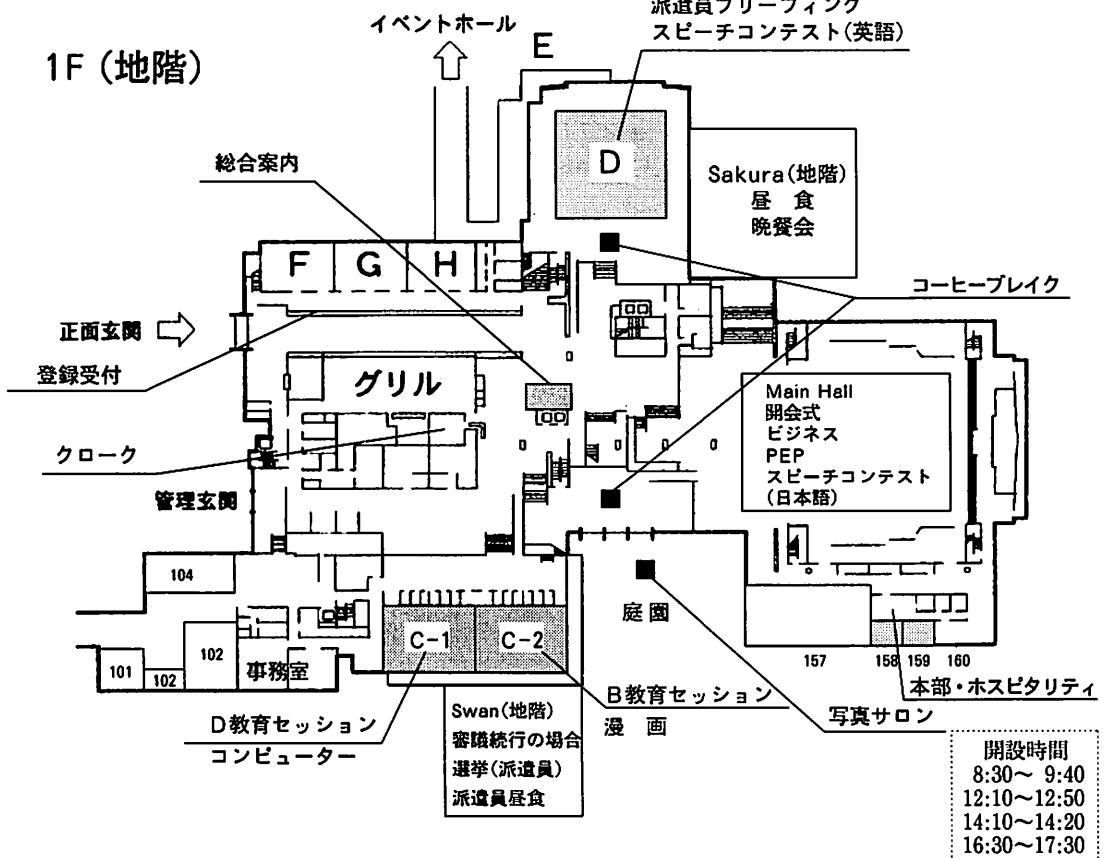 派遣員ブリーフィング
スピーチコンテスト(英語)
イベントホール
E
1F (地階)
総合案内
D
Sakura(地階)
昼 食
晩餐会
F
G
H
コーヒーブレイク
正面玄関
登録受付
グリル
Main Hall
開会式
ビジネス
PEP
スピーチコンテスト
(日本語)
クローク
管理玄関
104
庭園
C-1
C-2
101
102
102
事務室
157
158
159
160
本部・ホスピタリティ
D教育セッション
コンピューター
Swan(地階)
審議続行の場合
選挙(派遣員)
派遣員昼食
B教育セッション
漫 画
写真サロン
開設時間
8:30～ 9:40
12:10～12:50
14:10～14:20
16:30～17:30